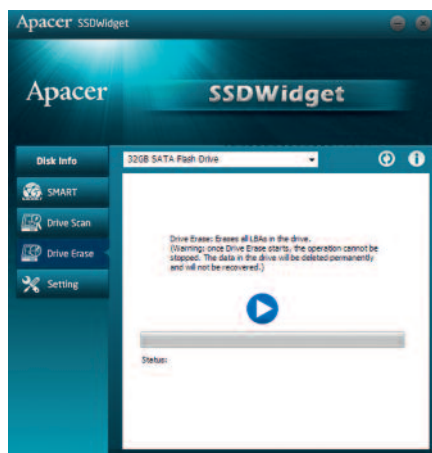 Apacer SSDWidget
Apacer
SSDWidget
Disk Info
32GB SATA Flash Drive
SMART
Drive Scan
Drive Erase
Setting
Drive Erase: Erases all LBAs in the drive.
(Warning: once Drive Erase starts, the operation cannot be
stopped. The data in the drive will be deleted permanently
and will not be recovered.)
Status: